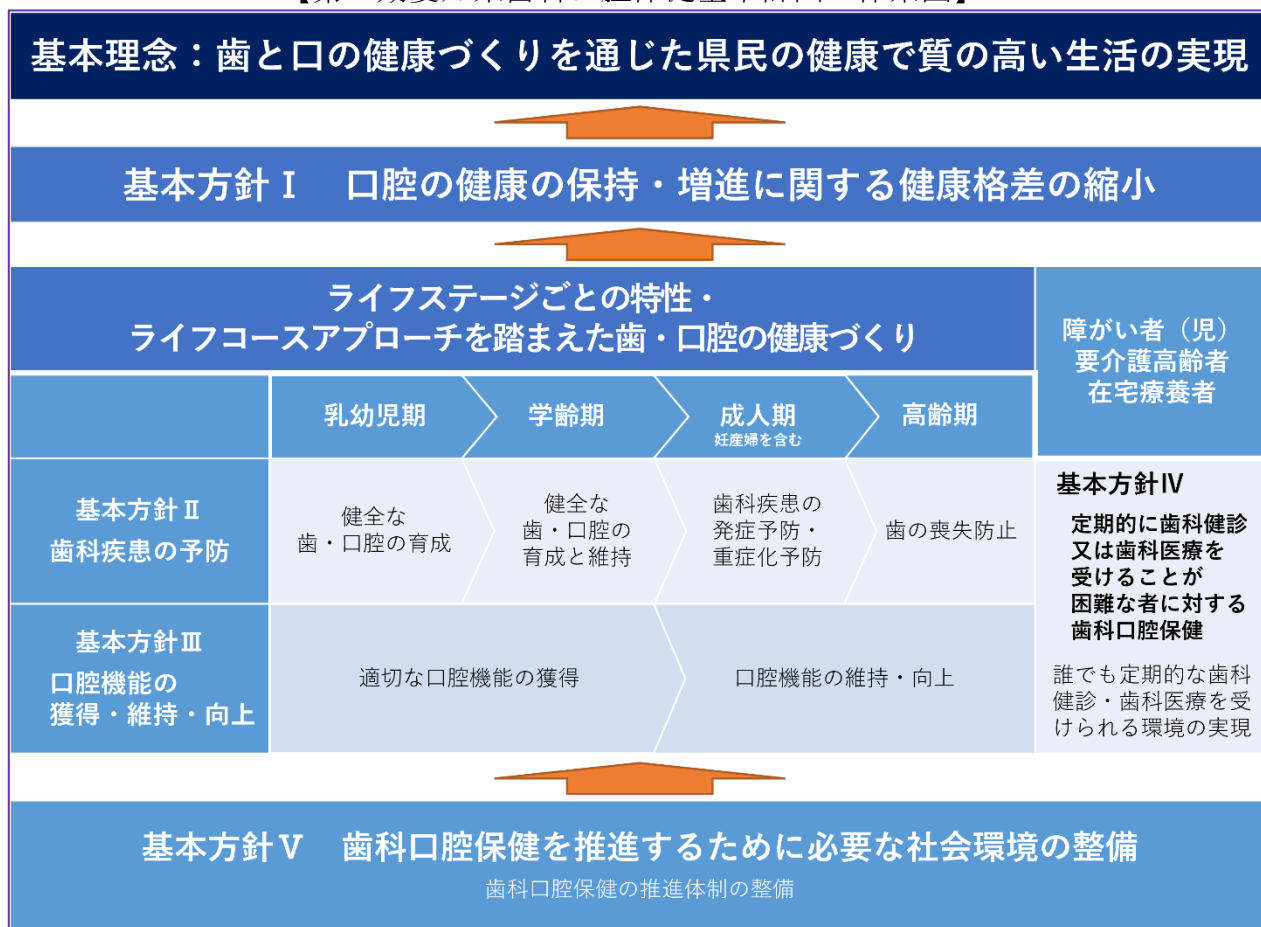 基本理念：歯と口の健康づくりを通じた県民の健康で質の高い生活の実現
基本方針Ⅰ　口腔の健康の保持・増進に関する健康格差の縮小
ライフステージごとの特性・
ライフコースアプローチを踏まえた歯・口腔の健康づくり
障がい者（児）
要介護高齢者
在宅療養者
乳幼児期
学齢期
成人期
妊産婦を含む
高齢期
基本方針Ⅱ
歯科疾患の予防
健全な
歯・口腔の育成
健全な
歯・口腔の
育成と維持
歯科疾患の
発症予防・
重症化予防
歯の喪失防止
基本方針Ⅲ
口腔機能の
獲得・維持・向上
適切な口腔機能の獲得
口腔機能の維持・向上
基本方針Ⅳ
定期的に歯科健診
又は歯科医療を
受けることが
困難な者に対する
歯科口腔保健
誰でも定期的な歯科
健診・歯科医療を受
けられる環境の実現
基本方針Ⅴ　歯科口腔保健を推進するために必要な社会環境の整備
歯科口腔保健の推進体制の整備